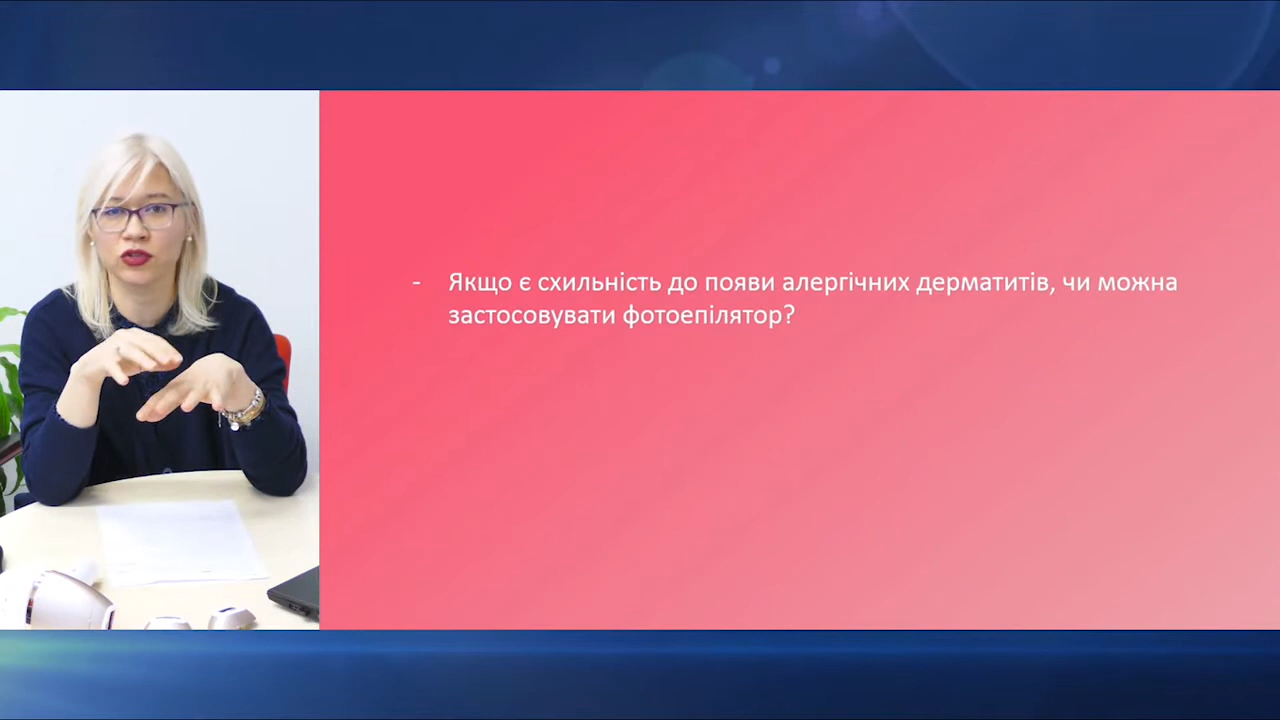 - Якщо є схильність до появи алергічних дерматитів, чи можна
застосовувати фотоепілятор?